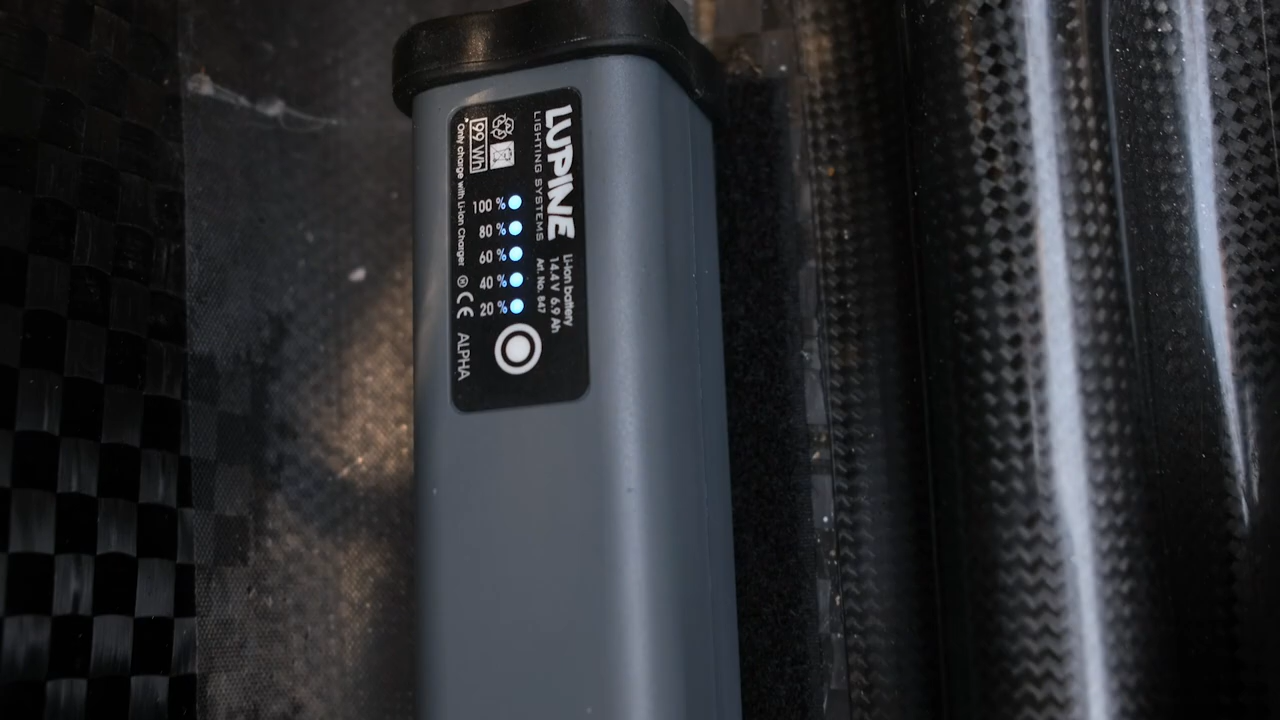 LUPINE
LIGHTING SYSTEMS
Li-Ion battery
14.4 V 6.9 Ah
Art. No. 847
100 %
80 %
60 %
40 %
20 %
99 Wh
Only charge with Li-Ion Charger
CE
ALPHA